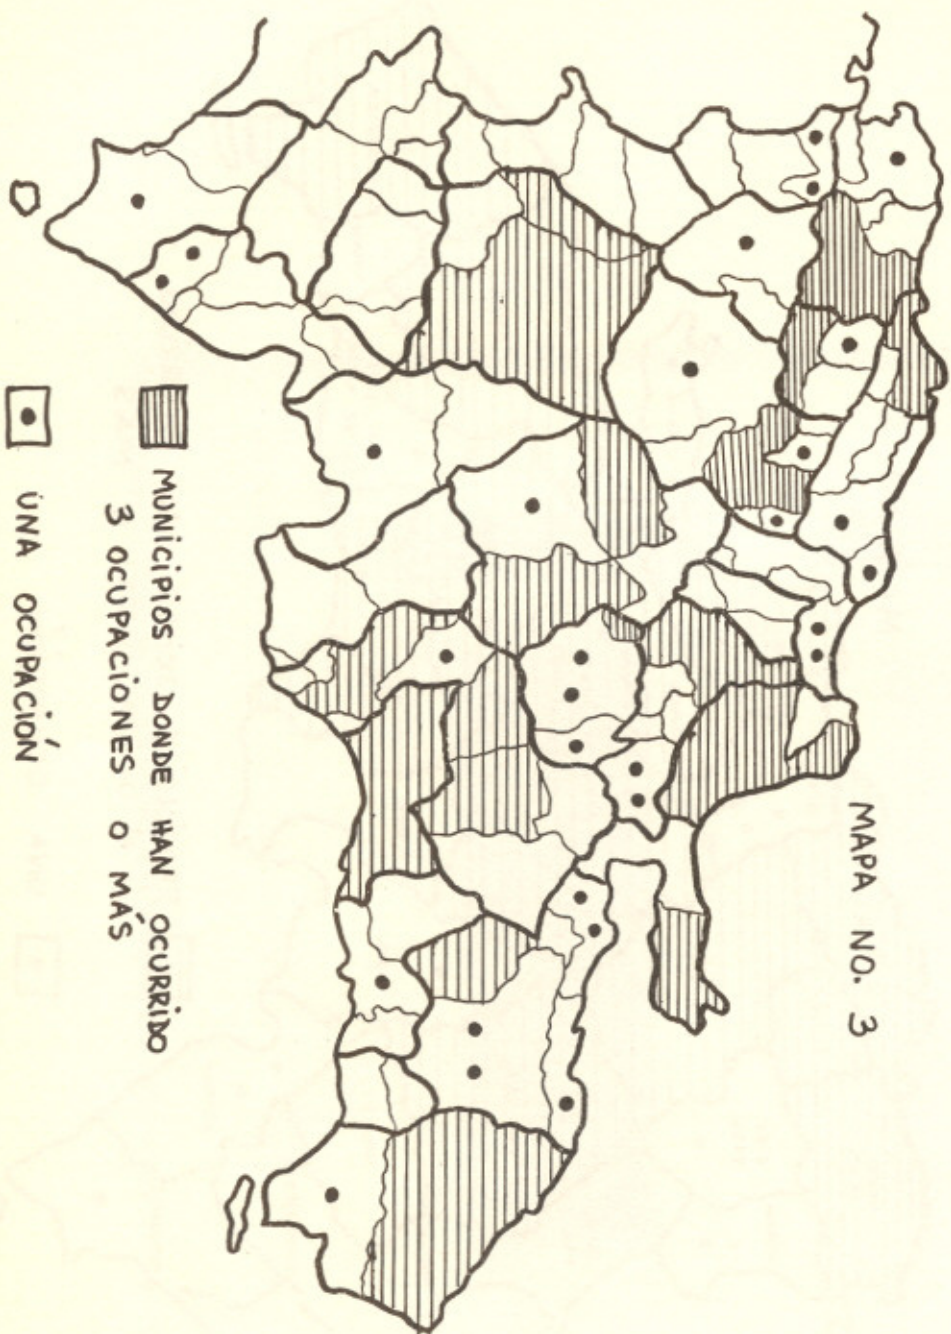 MAPA NO. 3
MUNICIPIOS DONDE HAN OCURRIDO
3 OCUPACIONES O MÁS
UNA OCUPACIÓN